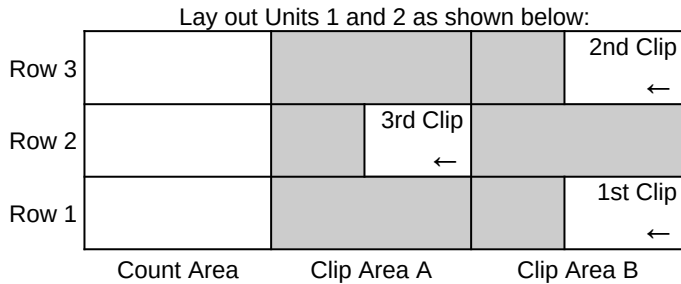 Lay out Units 1 and 2 as shown below:
Row 3
2nd Clip
←
Row 2
3rd Clip
←
Row 1
1st Clip
←
Count Area
Clip Area A
Clip Area B